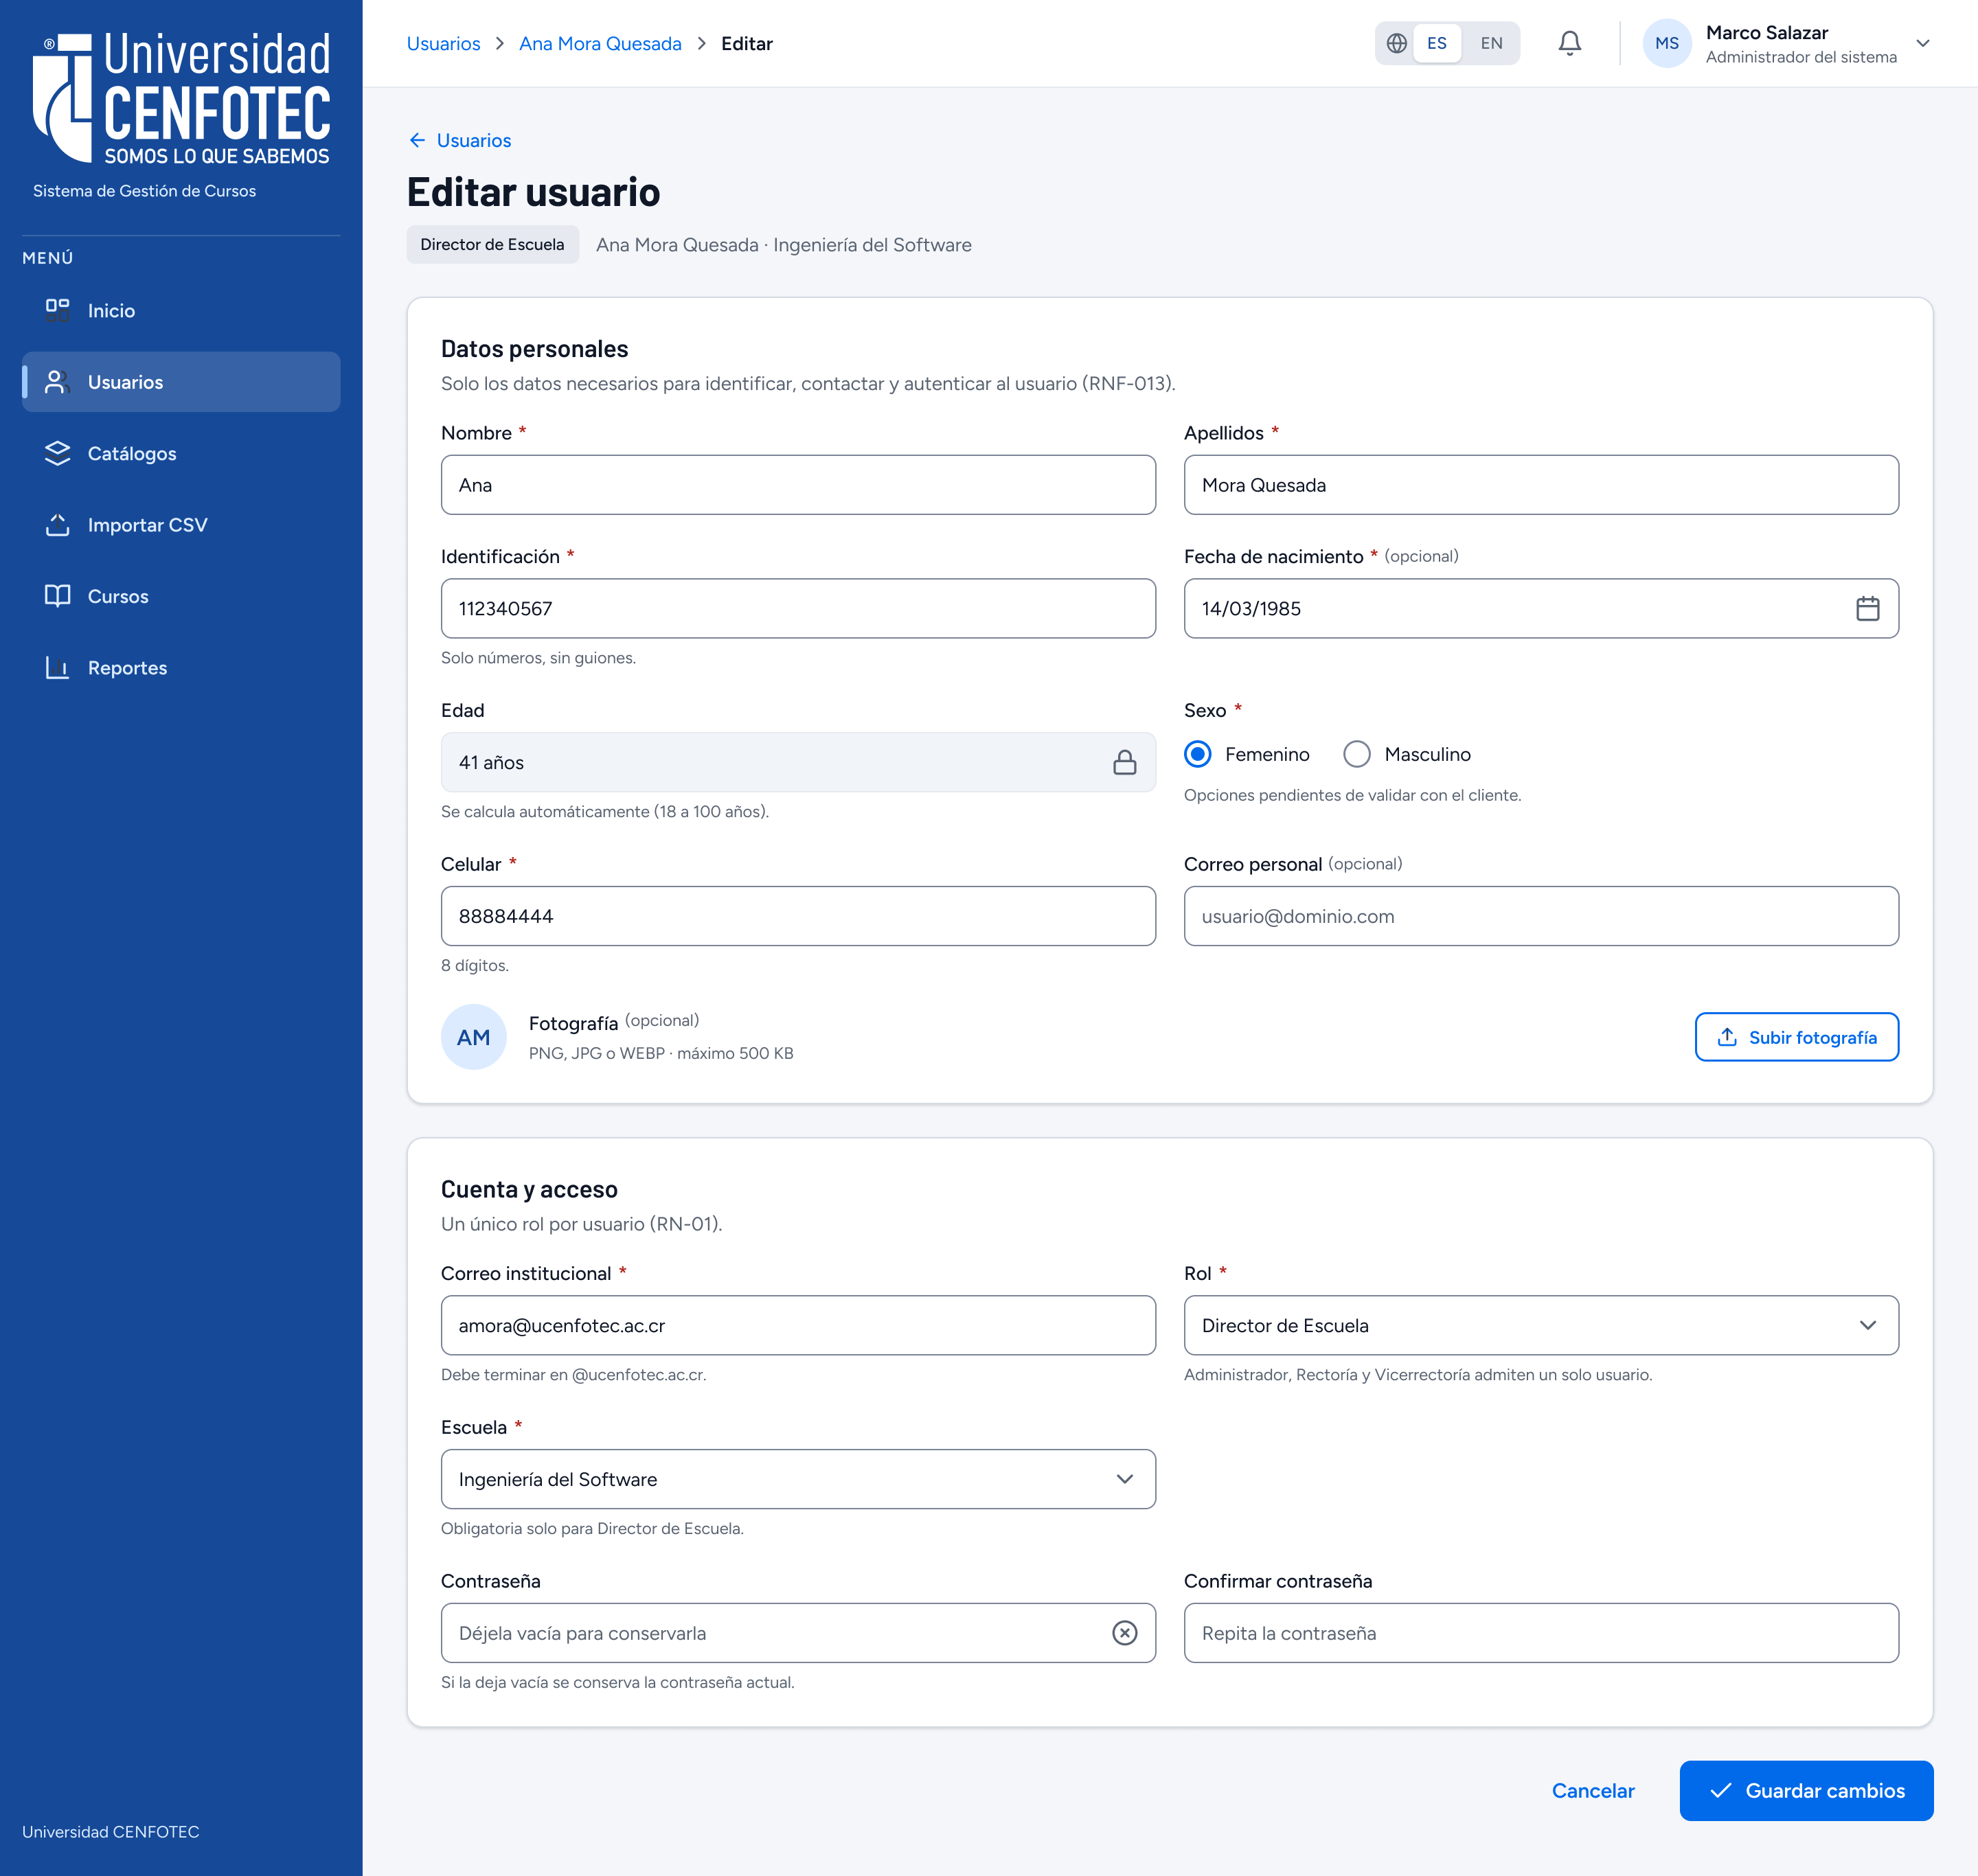 ® Universidad
CENFOTEC
SOMOS LO QUE SABEMOS
Sistema de Gestión de Cursos
MENÚ
Inicio
Usuarios
Catálogos
Importar CSV
Cursos
Reportes
Universidad CENFOTEC
Usuarios > Ana Mora Quesada > Editar
ES EN
MS
Marco Salazar
Administrador del sistema
← Usuarios
Editar usuario
Director de Escuela Ana Mora Quesada · Ingeniería del Software
Datos personales
Solo los datos necesarios para identificar, contactar y autenticar al usuario (RNF-013).
Nombre *
Ana
Apellidos *
Mora Quesada
Identificación *
112340567
Solo números, sin guiones.
Fecha de nacimiento * (opcional)
14/03/1985
Edad
41 años
Se calcula automáticamente (18 a 100 años).
Sexo *
Femenino Masculino
Opciones pendientes de validar con el cliente.
Celular *
88884444
8 dígitos.
Correo personal (opcional)
usuario@dominio.com
AM
Fotografía (opcional)
PNG, JPG o WEBP · máximo 500 KB
Subir fotografía
Cuenta y acceso
Un único rol por usuario (RN-01).
Correo institucional *
amora@ucenfotec.ac.cr
Debe terminar en @ucenfotec.ac.cr.
Rol *
Director de Escuela
Administrador, Rectoría y Vicerrectoría admiten un solo usuario.
Escuela *
Ingeniería del Software
Obligatoria solo para Director de Escuela.
Contraseña
Déjela vacía para conservarla
Si la deja vacía se conserva la contraseña actual.
Confirmar contraseña
Repita la contraseña
Cancelar
Guardar cambios